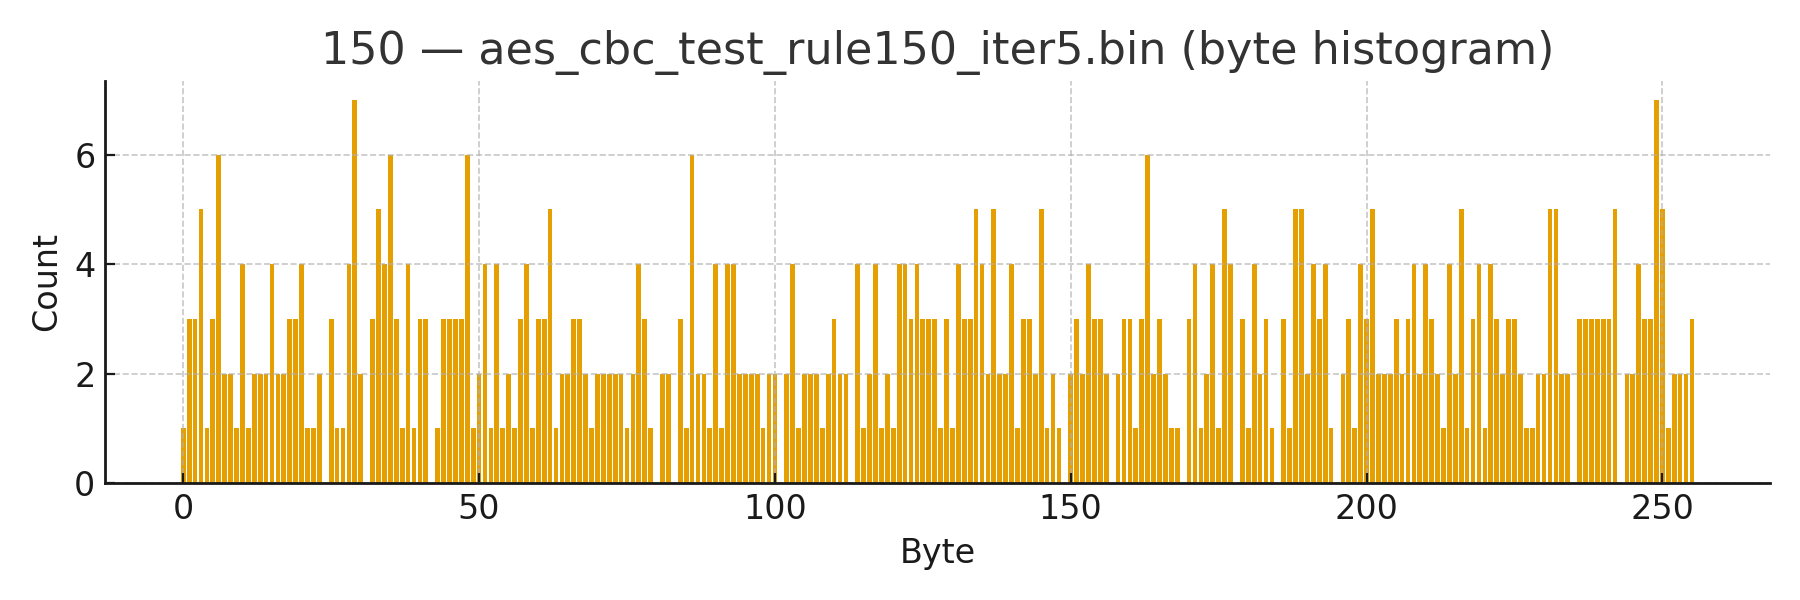 150 — aes_cbc_test_rule150_iter5.bin (byte histogram)
Count
6
4
2
0
0 50 100 150 200 250
Byte